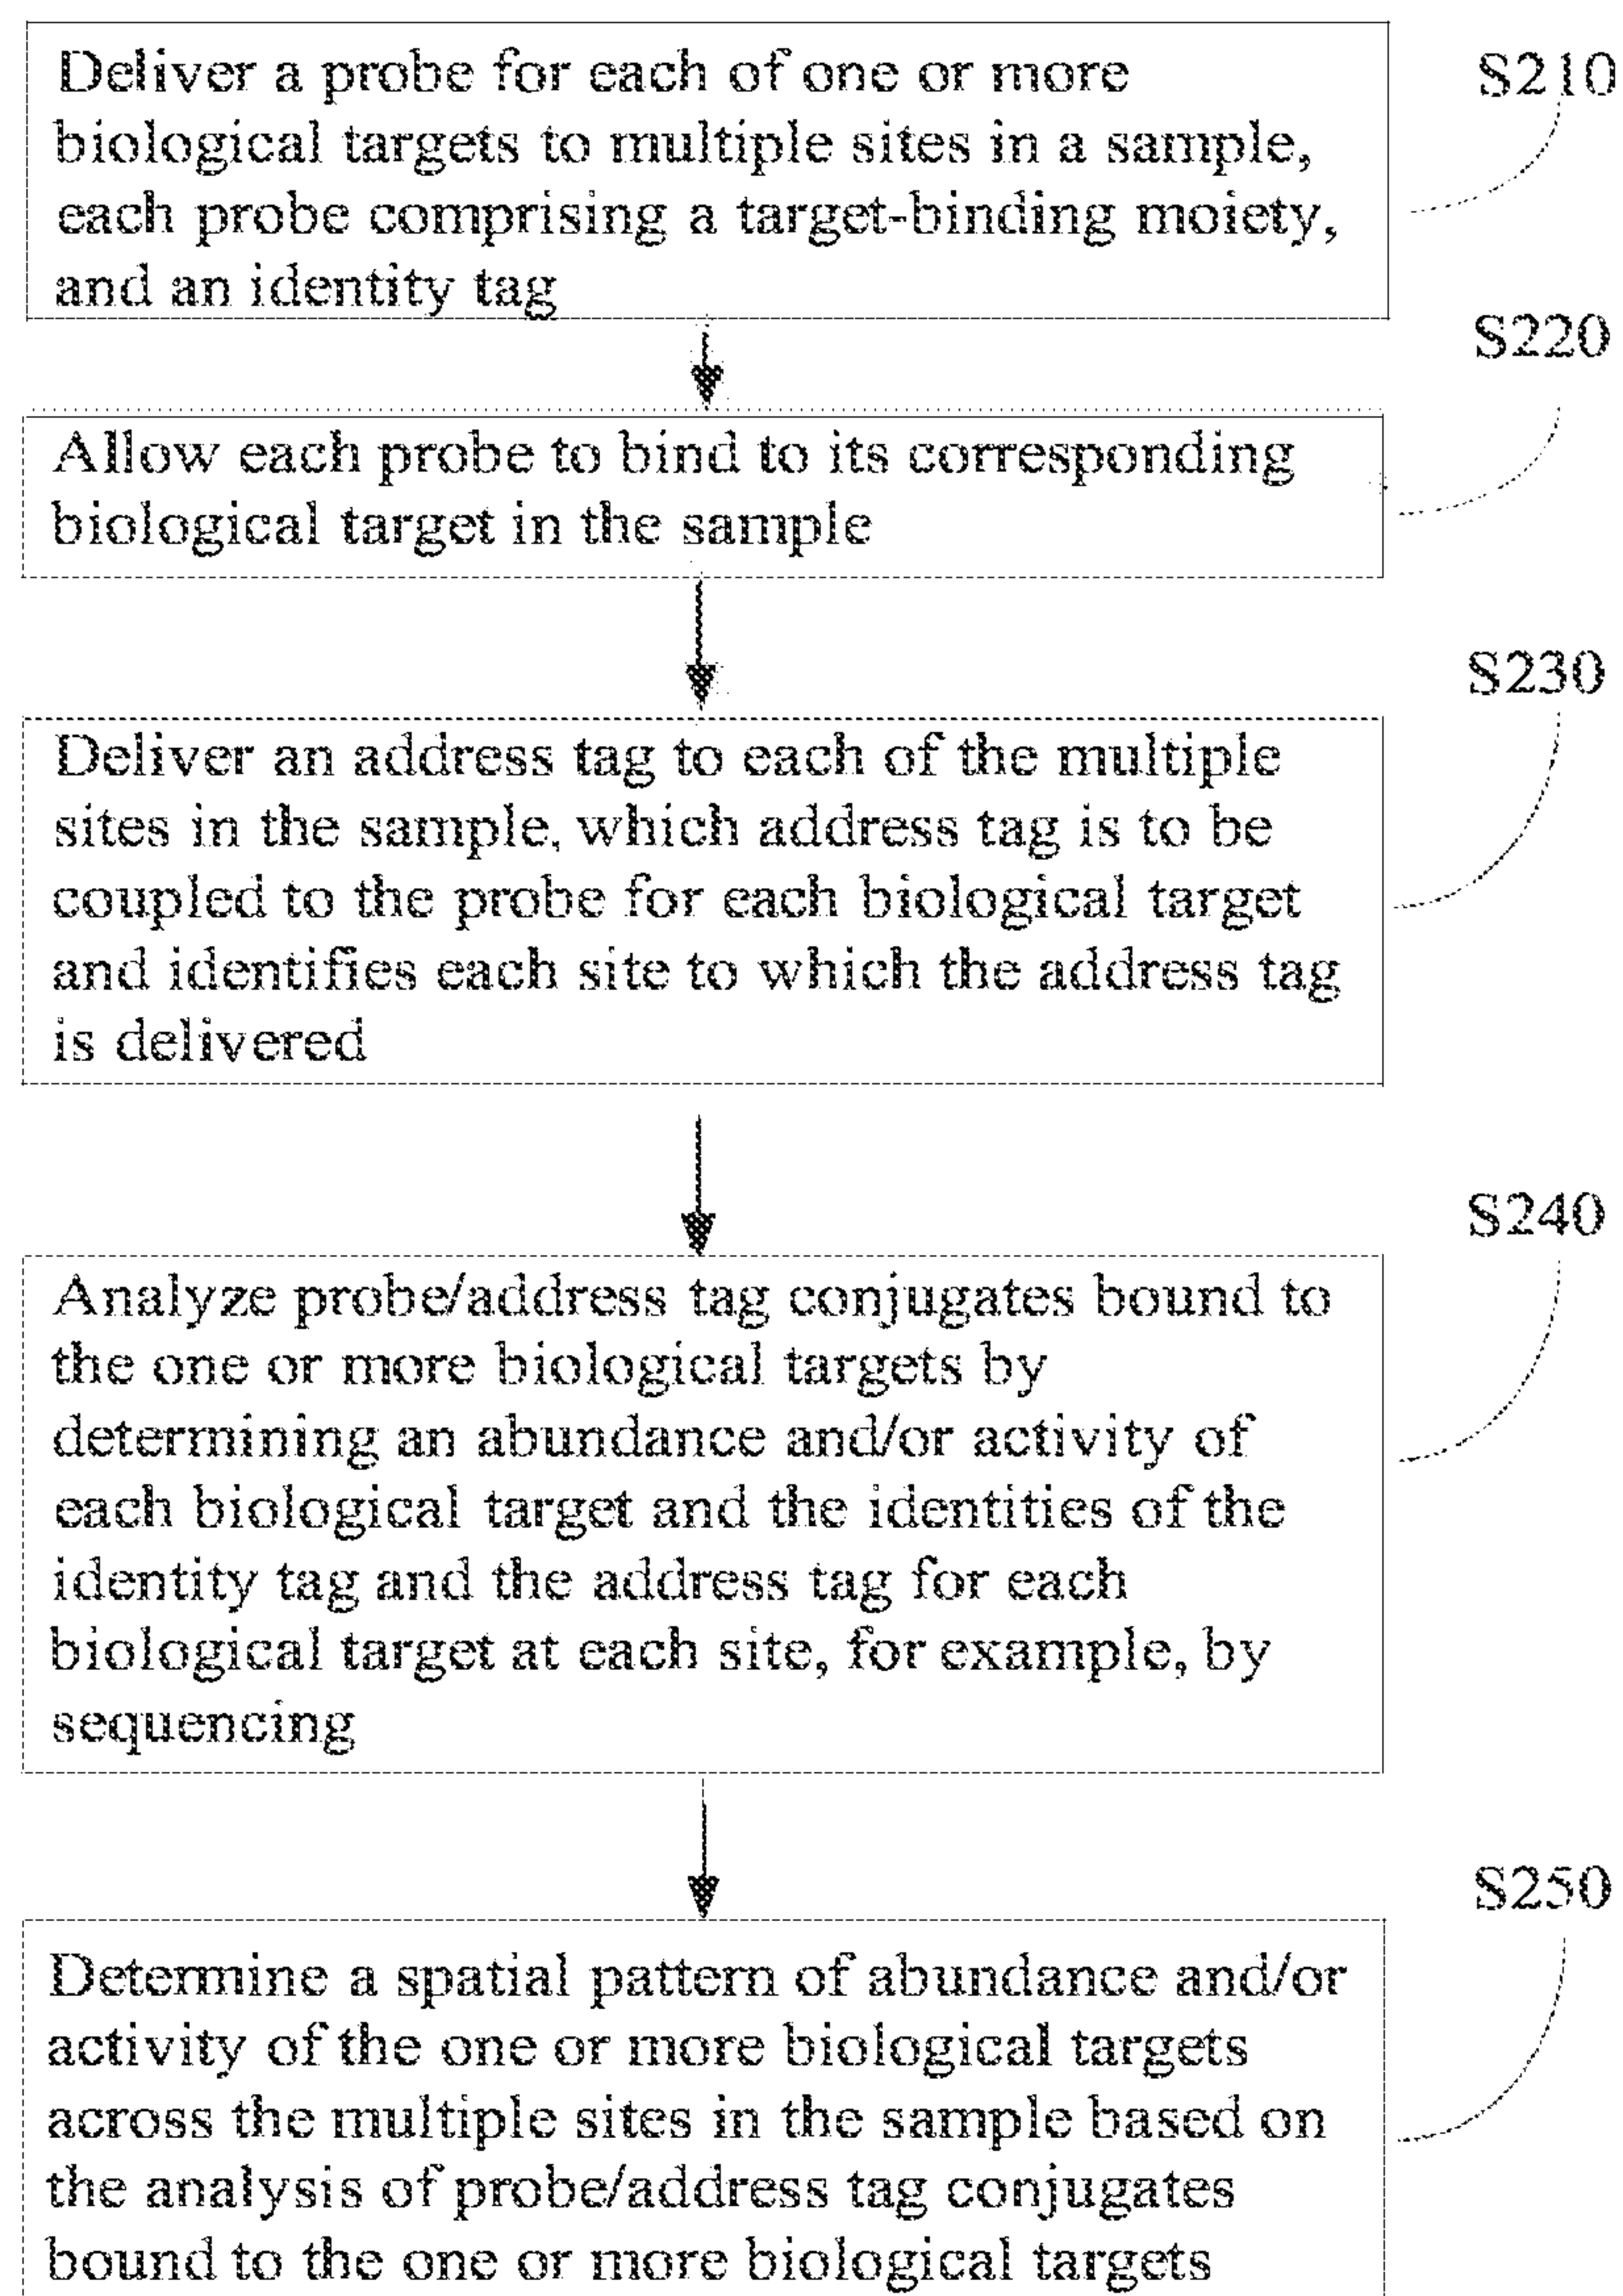 Deliver a probe for each of one or more
biological targets to multiple sites in a sample,
each probe comprising a target-binding moiety,
and an identity tag
S210
Allow each probe to bind to its corresponding
biological target in the sample
S220
Deliver an address tag to each of the multiple
sites in the sample, which address tag is to be
coupled to the probe for each biological target
and identifies each site to which the address tag
is delivered
S230
Analyze probe/address tag conjugates bound to
the one or more biological targets by
determining an abundance and/or activity of
each biological target and the identities of the
identity tag and the address tag for each
biological target at each site, for example, by
sequencing
S240
Determine a spatial pattern of abundance and/or
activity of the one or more biological targets
across the multiple sites in the sample based on
the analysis of probe/address tag conjugates
bound to the one or more biological targets
S250